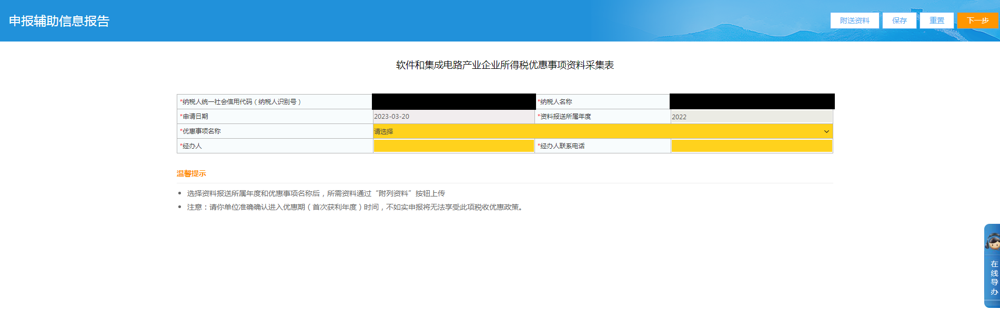 申报辅助信息报告
附送资料 保存 重置 下一步
软件和集成电路产业企业所得税优惠事项资料采集表
*纳税人统一社会信用代码（纳税人识别号） *纳税人名称
*申请日期 2023-03-20 *资料报送所属年度 2022
*优惠事项名称 请选择
*经办人 *经办人联系电话
温馨提示
• 选择资料报送所属年度和优惠事项名称后，所需资料通过“附列资料”按钮上传
• 注意：请你单位准确确认进入优惠期（首次获利年度）时间，不如实申报将无法享受此项税收优惠政策。
在线导办